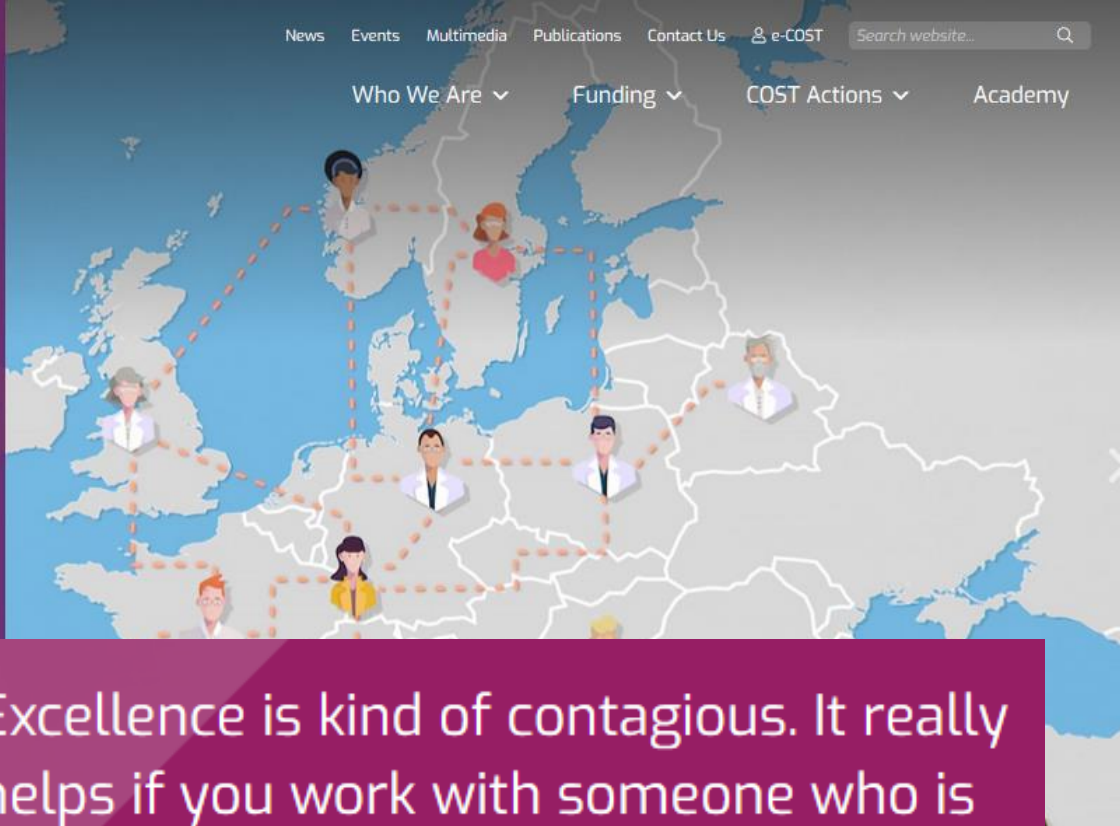 News Events Multimedia Publications Contact Us e-COST Search website...
Who We Are Funding COST Actions Academy
Excellence is kind of contagious. It really
helps if you work with someone who is